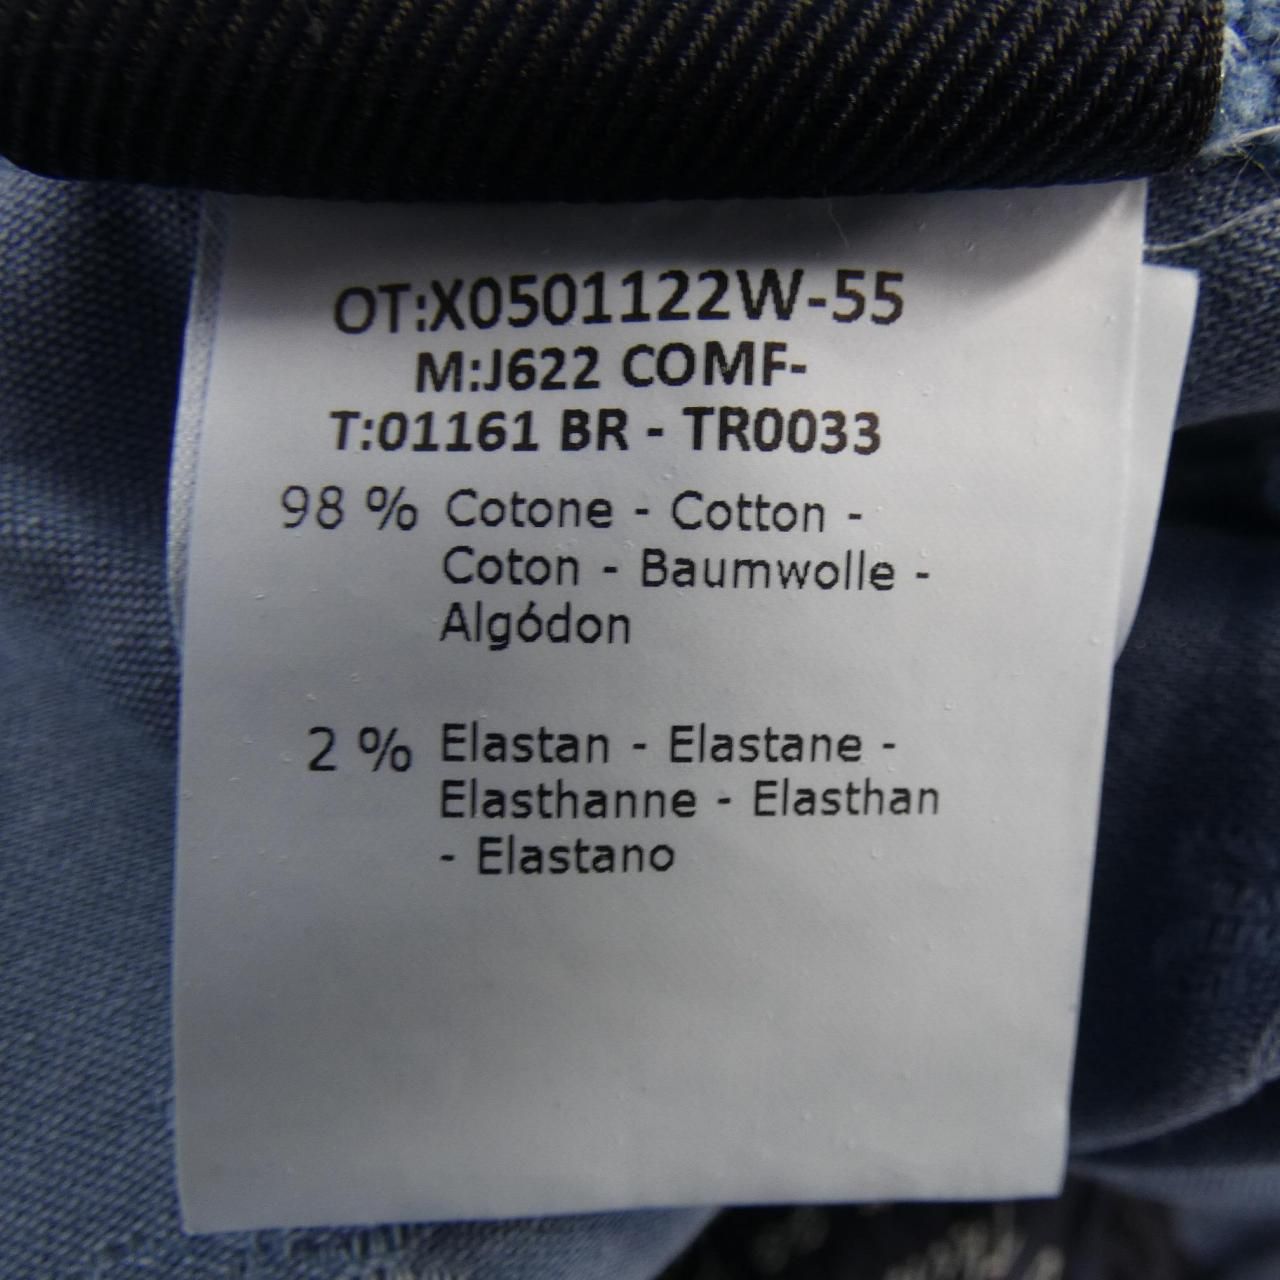 OT:X0501122W-55
M:J622 COMF-
T:01161 BR - TR0033
98 % Cotone - Cotton -
Coton - Baumwolle -
Algódon
2 % Elastan - Elastane -
Elasthanne - Elasthan
- Elastano